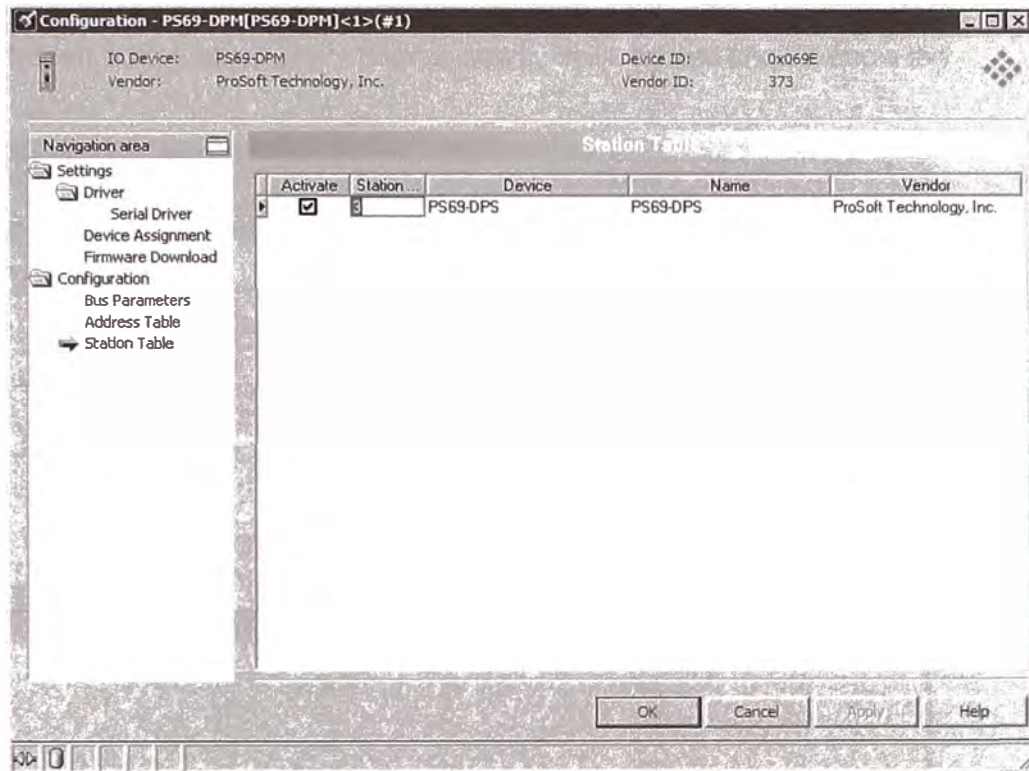 Configuration - PS69-DPM[PS69-DPM]<1>(#1)
IO Device: PS69-DPM Device ID: 0x069E
Vendor: ProSoft Technology, Inc. Vendor ID: 373
Navigation area
Station Table
Settings
Driver
Serial Driver
Device Assignment
Firmware Download
Configuration
Bus Parameters
Address Table
Station Table
Activate Station ... Device Name Vendor
3 PS69-DPS PS69-DPS ProSoft Technology, Inc.
OK Cancel Apply Help